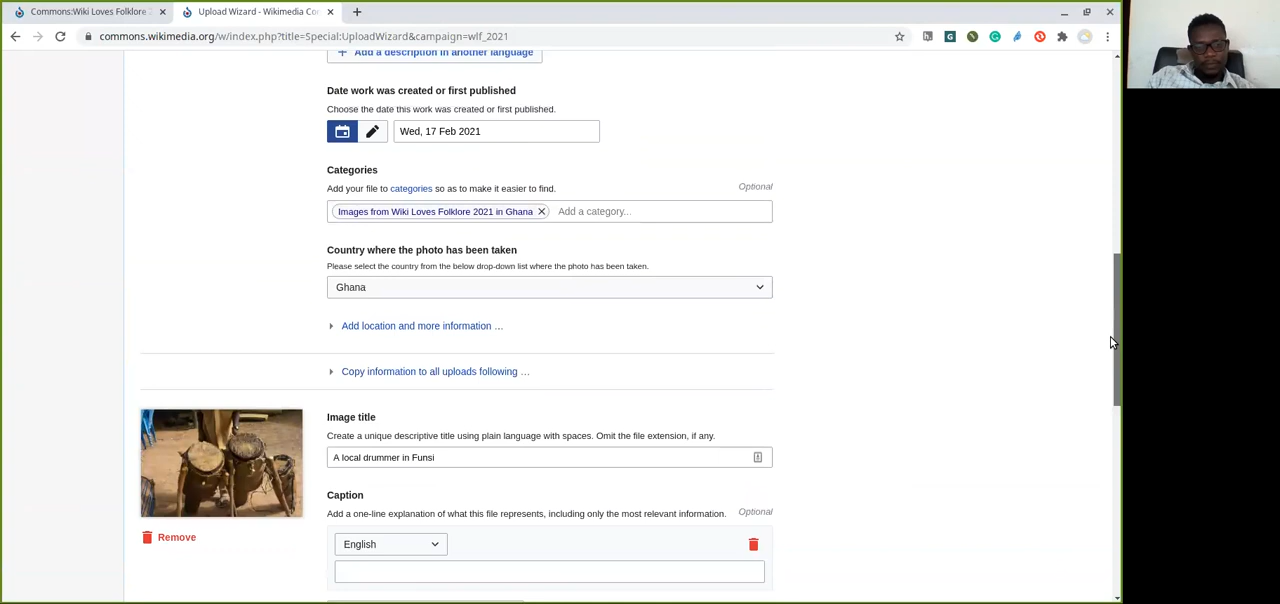 Commons:Wiki Loves Folklore 2
Upload Wizard - Wikimedia Co
commons.wikimedia.org/w/index.php?title=Special:UploadWizard&campaign=wlf_2021
+ Add a description in another language
Date work was created or first published
Choose the date this work was created or first published.
Wed, 17 Feb 2021
Categories
Add your file to categories so as to make it easier to find.
Optional
Images from Wiki Loves Folklore 2021 in Ghana
Add a category...
Country where the photo has been taken
Please select the country from the below drop-down list where the photo has been taken.
Ghana
Add location and more information …
Copy information to all uploads following …
Image title
Create a unique descriptive title using plain language with spaces. Omit the file extension, if any.
A local drummer in Funsi
Caption
Add a one-line explanation of what this file represents, including only the most relevant information.
Optional
Remove
English